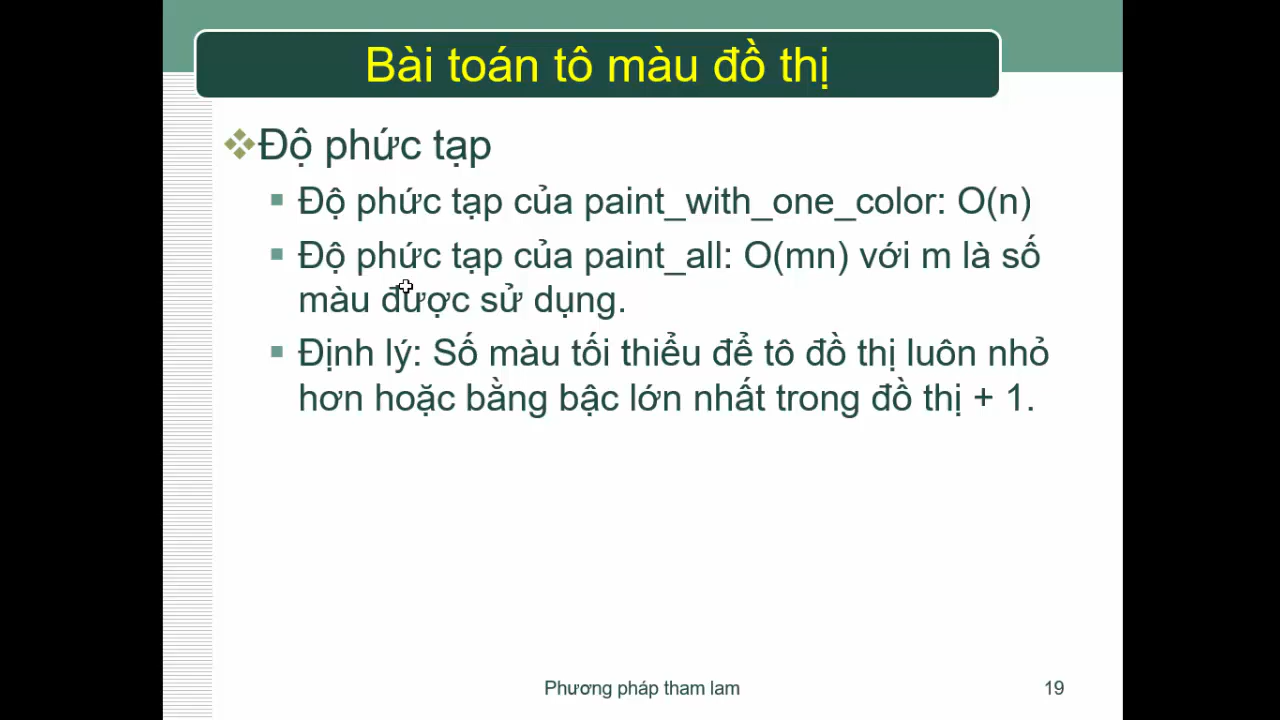 Bài toán tô màu đồ thị
Độ phức tạp
Độ phức tạp của paint_with_one_color: O(n)
Độ phức tạp của paint_all: O(mn) với m là số
màu được sử dụng.
Định lý: Số màu tối thiểu để tô đồ thị luôn nhỏ
hơn hoặc bằng bậc lớn nhất trong đồ thị + 1.
Phương pháp tham lam
19